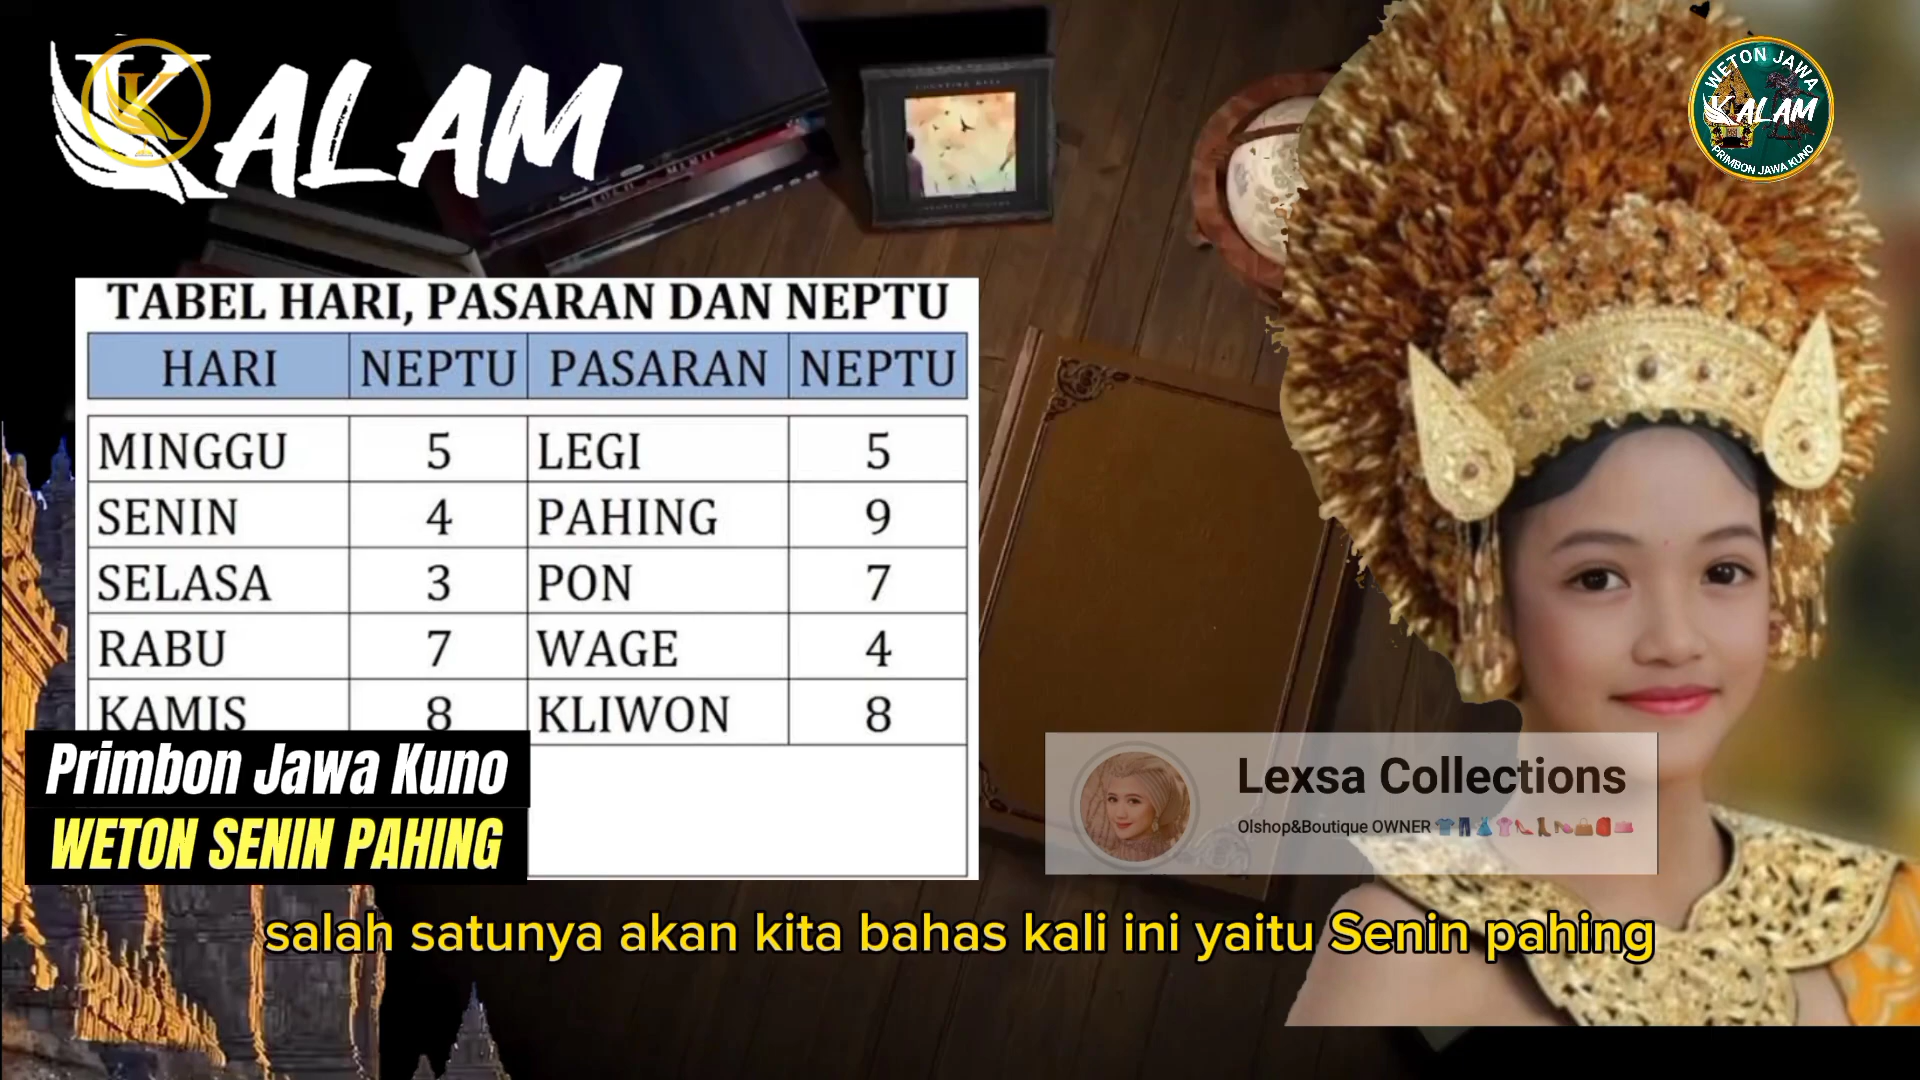 KALAM
WETON JAWA
KALAM
PRIMBON JAWA KUNO
TABEL HARI, PASARAN DAN NEPTU
HARI NEPTU PASARAN NEPTU
MINGGU 5 LEGI 5
SENIN 4 PAHING 9
SELASA 3 PON 7
RABU 7 WAGE 4
KAMIS 8 KLIWON 8
Primbon Jawa Kuno
WETON SENIN PAHING
Lexsa Collections
Olshop&Boutique OWNER 👕👖👗👚👠👢👡👜🎒👛
salah satunya akan kita bahas kali ini yaitu Senin pahing